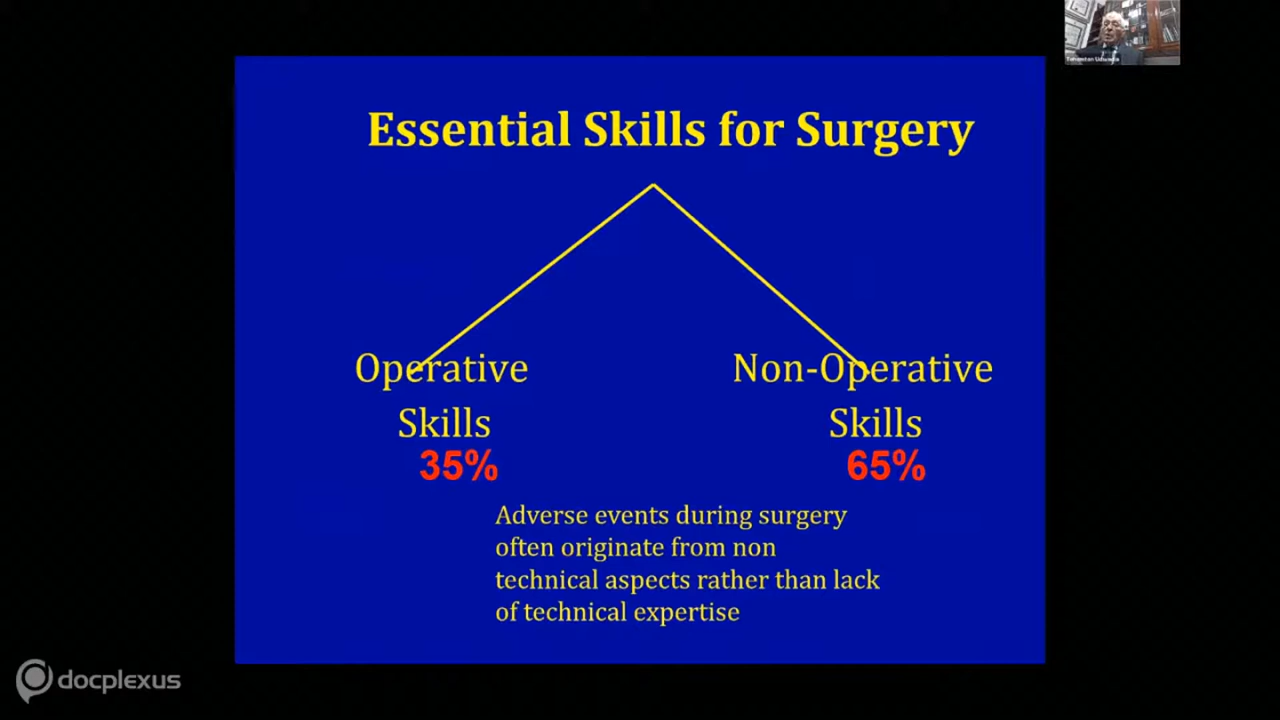 Essential Skills for Surgery
Operative
Skills
35%
Non-Operative
Skills
65%
Adverse events during surgery
often originate from non
technical aspects rather than lack
of technical expertise
docplexus